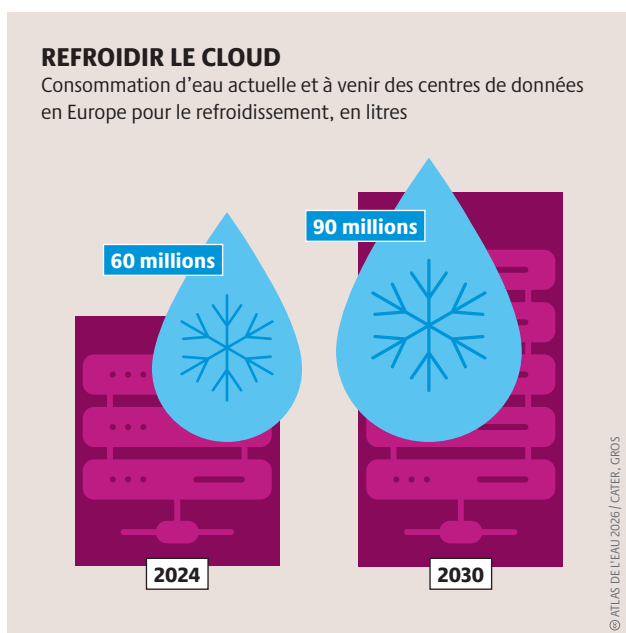 REFROIDIR LE CLOUD
Consommation d’eau actuelle et à venir des centres de données
en Europe pour le refroidissement, en litres
60 millions
90 millions
2024
2030
🅭 ATLAS DE L’EAU 2026 / CATER, GROS